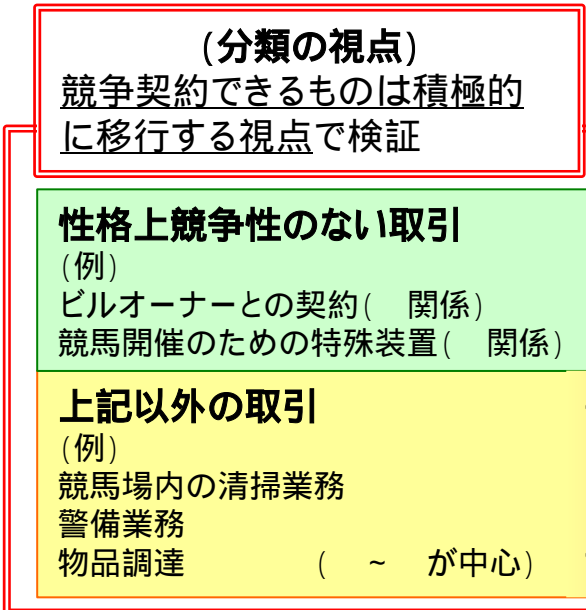 (分類の視点)
競争契約できるものは積極的
に移行する視点で検証
性格上競争性のない取引
(例)
ビルオーナーとの契約(　関係)
競馬開催のための特殊装置(　関係)
上記以外の取引
(例)
競馬場内の清掃業務
警備業務
物品調達　　　　(　~　が中心)